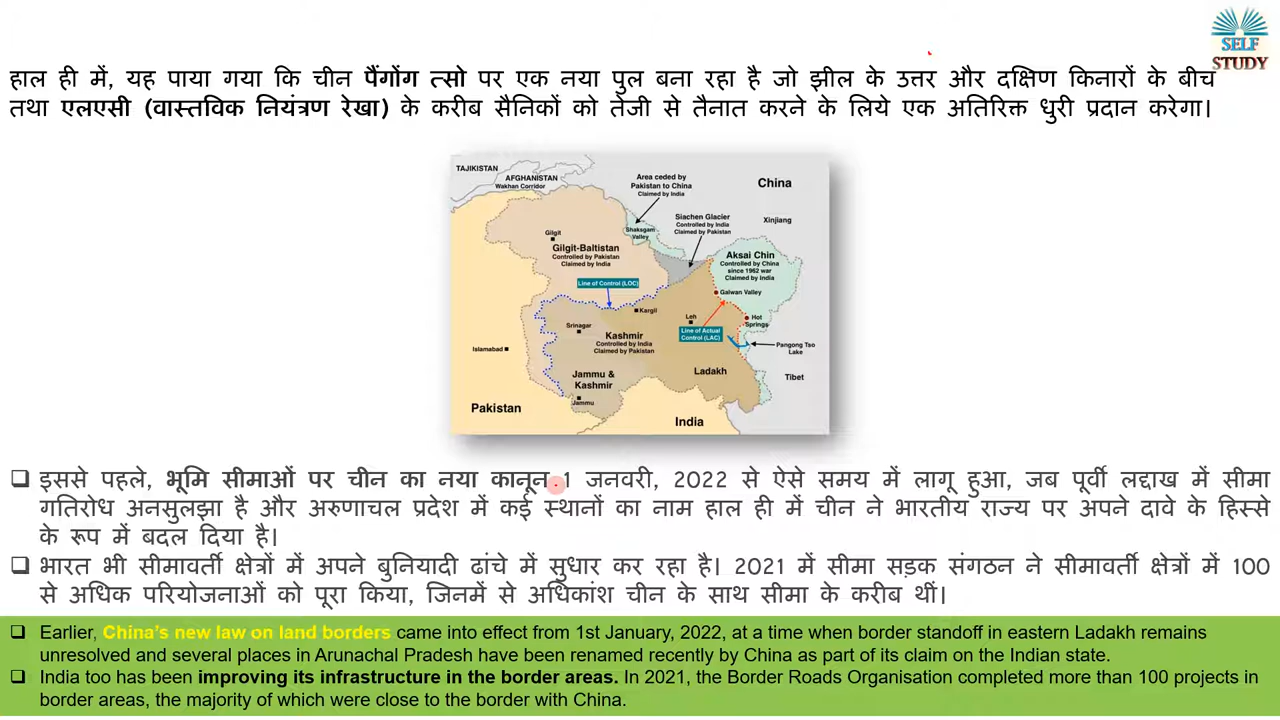 SELF
STUDY
हाल ही में, यह पाया गया कि चीन पैंगोंग त्सो पर एक नया पुल बना रहा है जो झील के उत्तर और दक्षिण किनारों के बीच
तथा एलएसी (वास्तविक नियंत्रण रेखा) के करीब सैनिकों को तेजी से तैनात करने के लिये एक अतिरिक्त धुरी प्रदान करेगा।
TAJIKISTAN
AFGHANISTAN
Wakhan Corridor
Area ceded by
Pakistan to China
Claimed by India
China
Xinjiang
Siachen Glacier
Controlled by India
Claimed by Pakistan
Shaksgam
Valley
Gilgit
Gilgit-Baltistan
Controlled by Pakistan
Claimed by India
Aksai Chin
Controlled by China
since 1962 war
Claimed by India
Line of Control (LOC)
Galwan Valley
Kargil
Leh
Hot
Springs
Srinagar
Kashmir
Controlled by India
Claimed by Pakistan
Line of Actual
Control (LAC)
Islamabad
Pangong Tso
Lake
Ladakh
Tibet
Jammu &
Kashmir
Jammu
Pakistan
India
❑ इससे पहले, भूमि सीमाओं पर चीन का नया कानून 1 जनवरी, 2022 से ऐसे समय में लागू हुआ, जब पूर्वी लद्दाख में सीमा
गतिरोध अनसुलझा है और अरुणाचल प्रदेश में कई स्थानों का नाम हाल ही में चीन ने भारतीय राज्य पर अपने दावे के हिस्से
के रूप में बदल दिया है।
❑ भारत भी सीमावर्ती क्षेत्रों में अपने बुनियादी ढांचे में सुधार कर रहा है। 2021 में सीमा सड़क संगठन ने सीमावर्ती क्षेत्रों में 100
से अधिक परियोजनाओं को पूरा किया, जिनमें से अधिकांश चीन के साथ सीमा के करीब थीं।
❑ Earlier, China's new law on land borders came into effect from 1st January, 2022, at a time when border standoff in eastern Ladakh remains
unresolved and several places in Arunachal Pradesh have been renamed recently by China as part of its claim on the Indian state.
❑ India too has been improving its infrastructure in the border areas. In 2021, the Border Roads Organisation completed more than 100 projects in
border areas, the majority of which were close to the border with China.